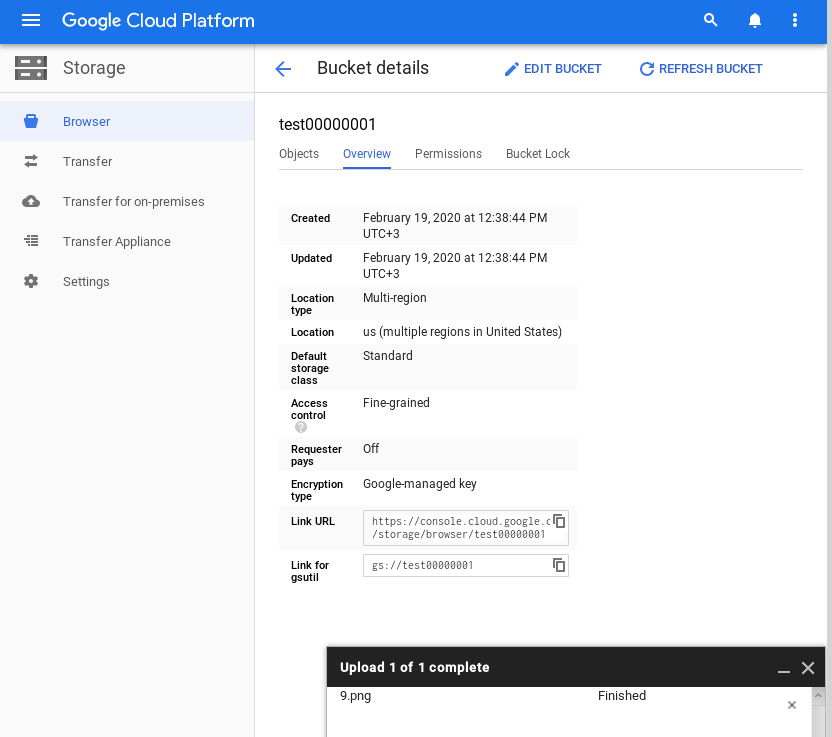 Google Cloud Platform
Storage
Bucket details
EDIT BUCKET
REFRESH BUCKET
Browser
Transfer
Transfer for on-premises
Transfer Appliance
Settings
test00000001
Objects
Overview
Permissions
Bucket Lock
Created
February 19, 2020 at 12:38:44 PM
UTC+3
Updated
February 19, 2020 at 12:38:44 PM
UTC+3
Location
type
Multi-region
Location
us (multiple regions in United States)
Default
storage
class
Standard
Access
control
?
Fine-grained
Requester
pays
Off
Encryption
type
Google-managed key
Link URL
https://console.cloud.google.c
/storage/browser/test00000001
Link for
gsutil
gs://test00000001
Upload 1 of 1 complete
9.png
Finished